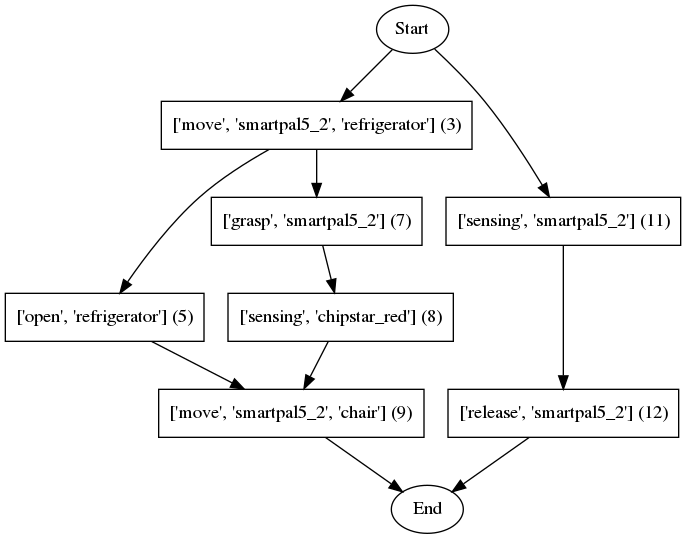 Start
['move', 'smartpal5_2', 'refrigerator'] (3)
['grasp', 'smartpal5_2'] (7)
['sensing', 'smartpal5_2'] (11)
['open', 'refrigerator'] (5)
['sensing', 'chipstar_red'] (8)
['move', 'smartpal5_2', 'chair'] (9)
['release', 'smartpal5_2'] (12)
End